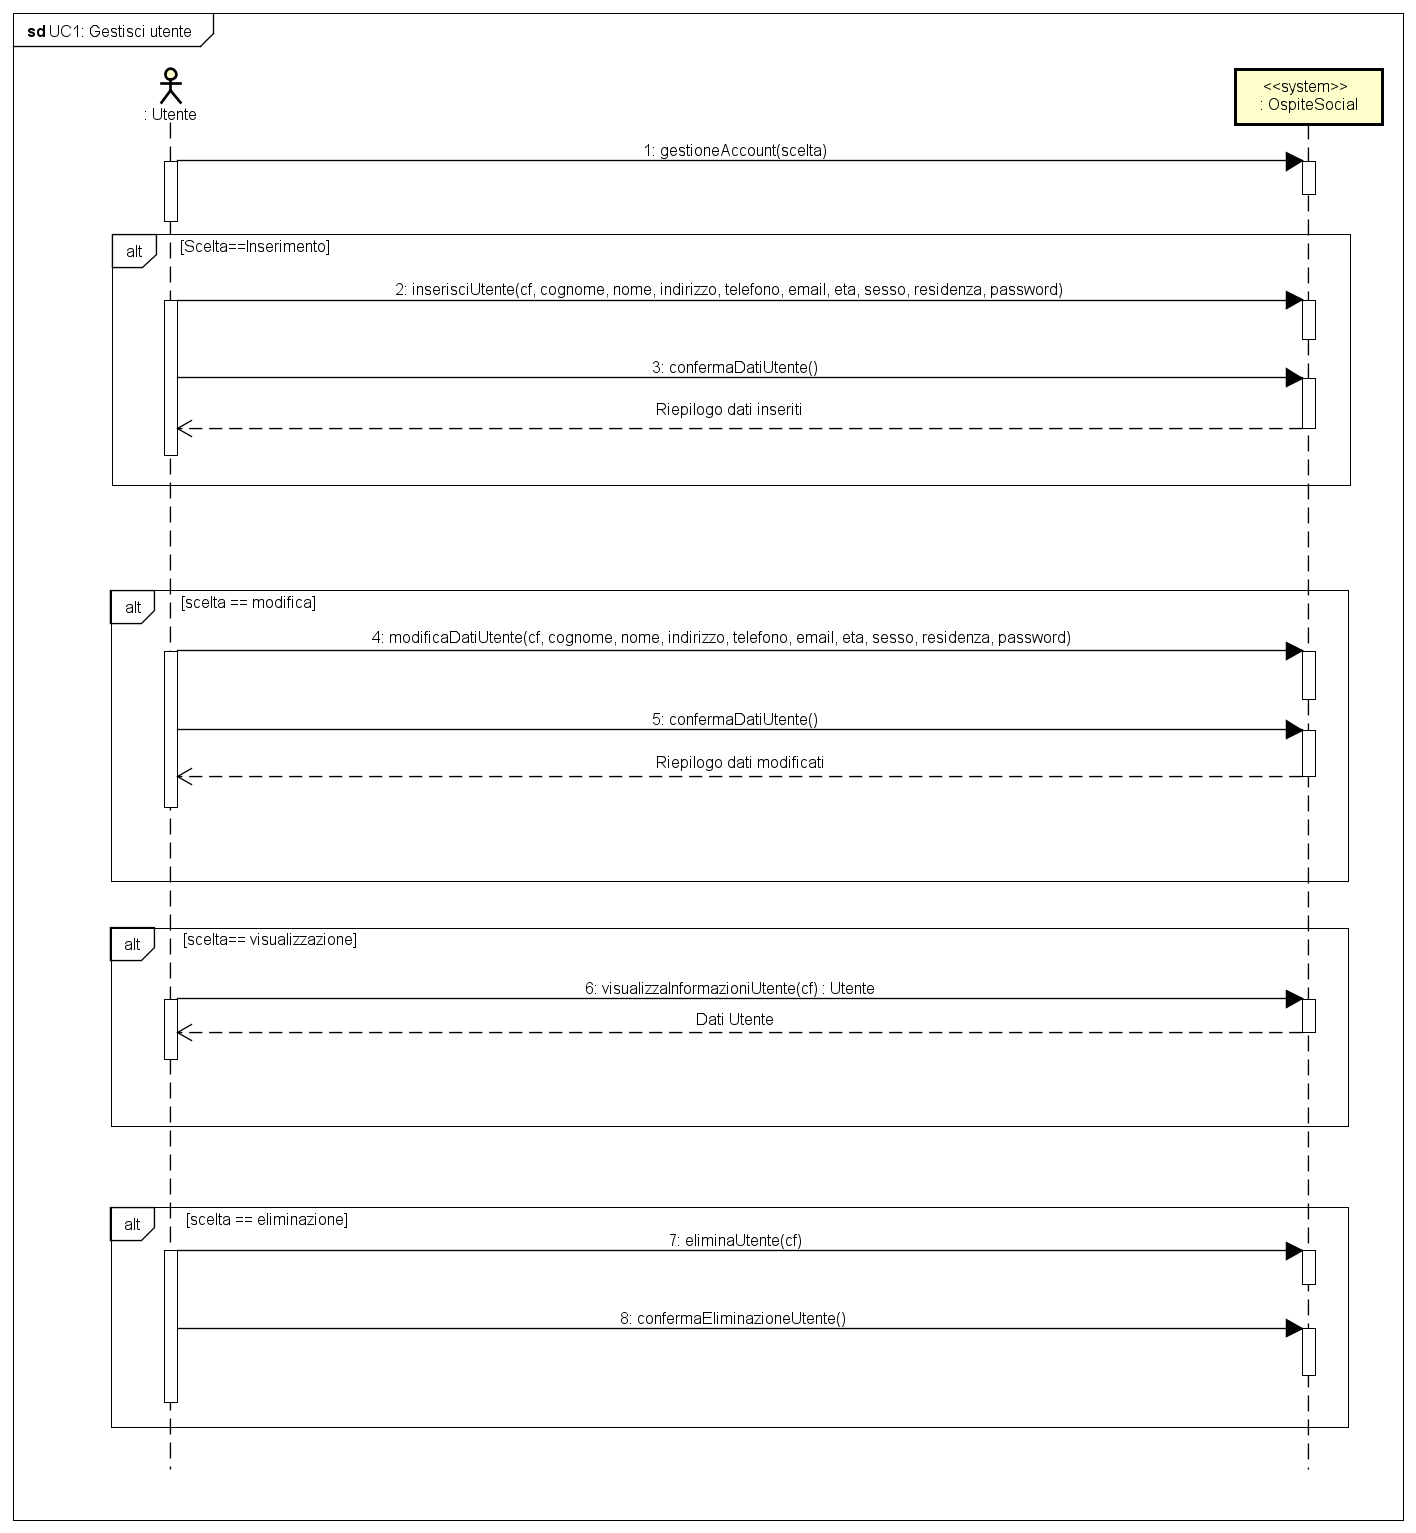 sd UC1: Gestisci utente
: Utente
<<system>>
: OspiteSocial
1: gestioneAccount(scelta)
alt
[Scelta==Inserimento]
2: inserisciUtente(cf, cognome, nome, indirizzo, telefono, email, eta, sesso, residenza, password)
3: confermaDatiUtente()
Riepilogo dati inseriti
alt
[scelta == modifica]
4: modificaDatiUtente(cf, cognome, nome, indirizzo, telefono, email, eta, sesso, residenza, password)
5: confermaDatiUtente()
Riepilogo dati modificati
alt
[scelta== visualizzazione]
6: visualizzaInformazioniUtente(cf) : Utente
Dati Utente
alt
[scelta == eliminazione]
7: eliminaUtente(cf)
8: confermaEliminazioneUtente()